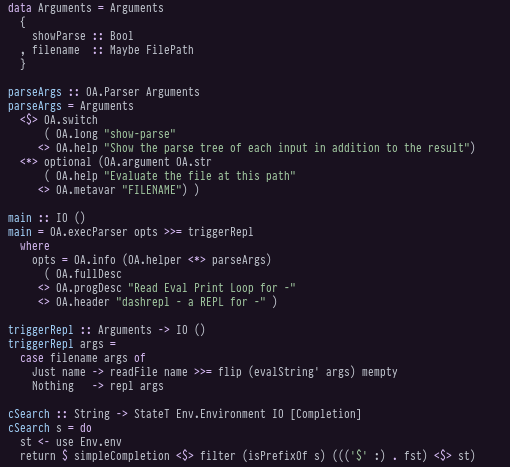 data Arguments = Arguments
  {
    showParse :: Bool
  , filename  :: Maybe FilePath
  }

parseArgs :: OA.Parser Arguments
parseArgs = Arguments
  <$> OA.switch
      ( OA.long "show-parse"
     <> OA.help "Show the parse tree of each input in addition to the result")
  <*> optional (OA.argument OA.str
      ( OA.help "Evaluate the file at this path"
     <> OA.metavar "FILENAME") )

main :: IO ()
main = OA.execParser opts >>= triggerRepl
  where
    opts = OA.info (OA.helper <*> parseArgs)
      ( OA.fullDesc
     <> OA.progDesc "Read Eval Print Loop for -"
     <> OA.header "dashrepl - a REPL for -" )

triggerRepl :: Arguments -> IO ()
triggerRepl args =
  case filename args of
    Just name -> readFile name >>= flip (evalString' args) mempty
    Nothing   -> repl args

cSearch :: String -> StateT Env.Environment IO [Completion]
cSearch s = do
  st <- use Env.env
  return $ simpleCompletion <$> filter (isPrefixOf s) ((('$' :) . fst) <$> st)